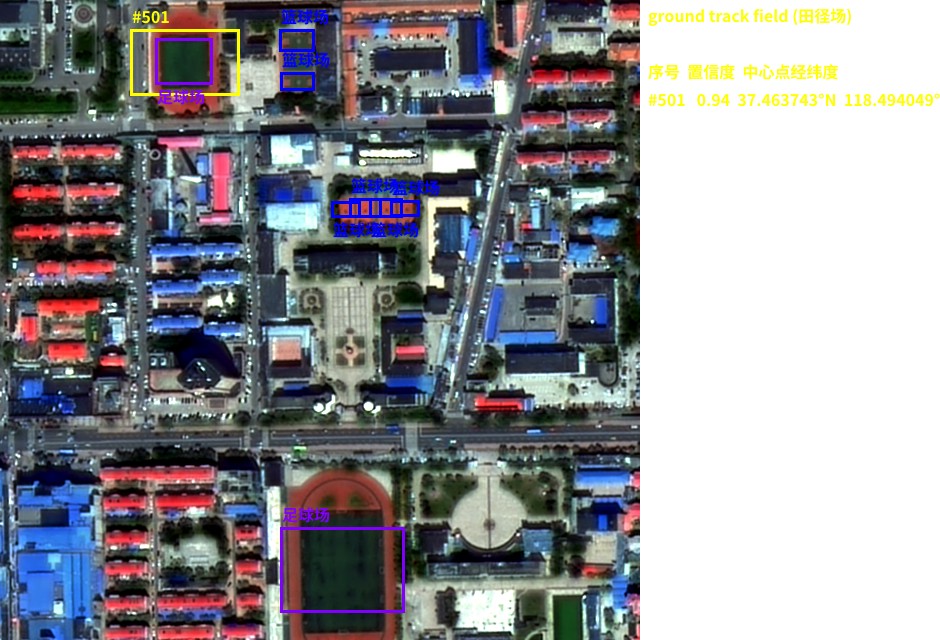 #501
足球场
篮球场
篮球场
篮球场
篮球场
篮球场
篮球场
足球场
ground track field (田径场)
序号 置信度 中心点经纬度
#501 0.94 37.463743°N 118.494049°